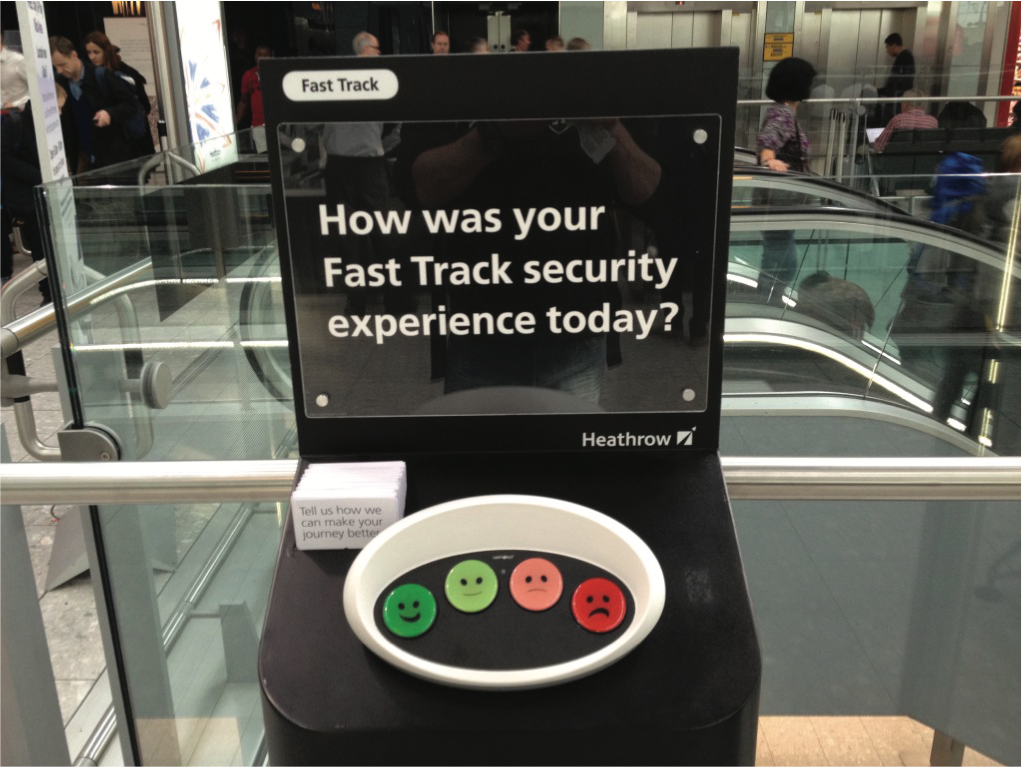 Fast Track
How was your
Fast Track security
experience today?
Heathrow
Tell us how we
can make your
journey better